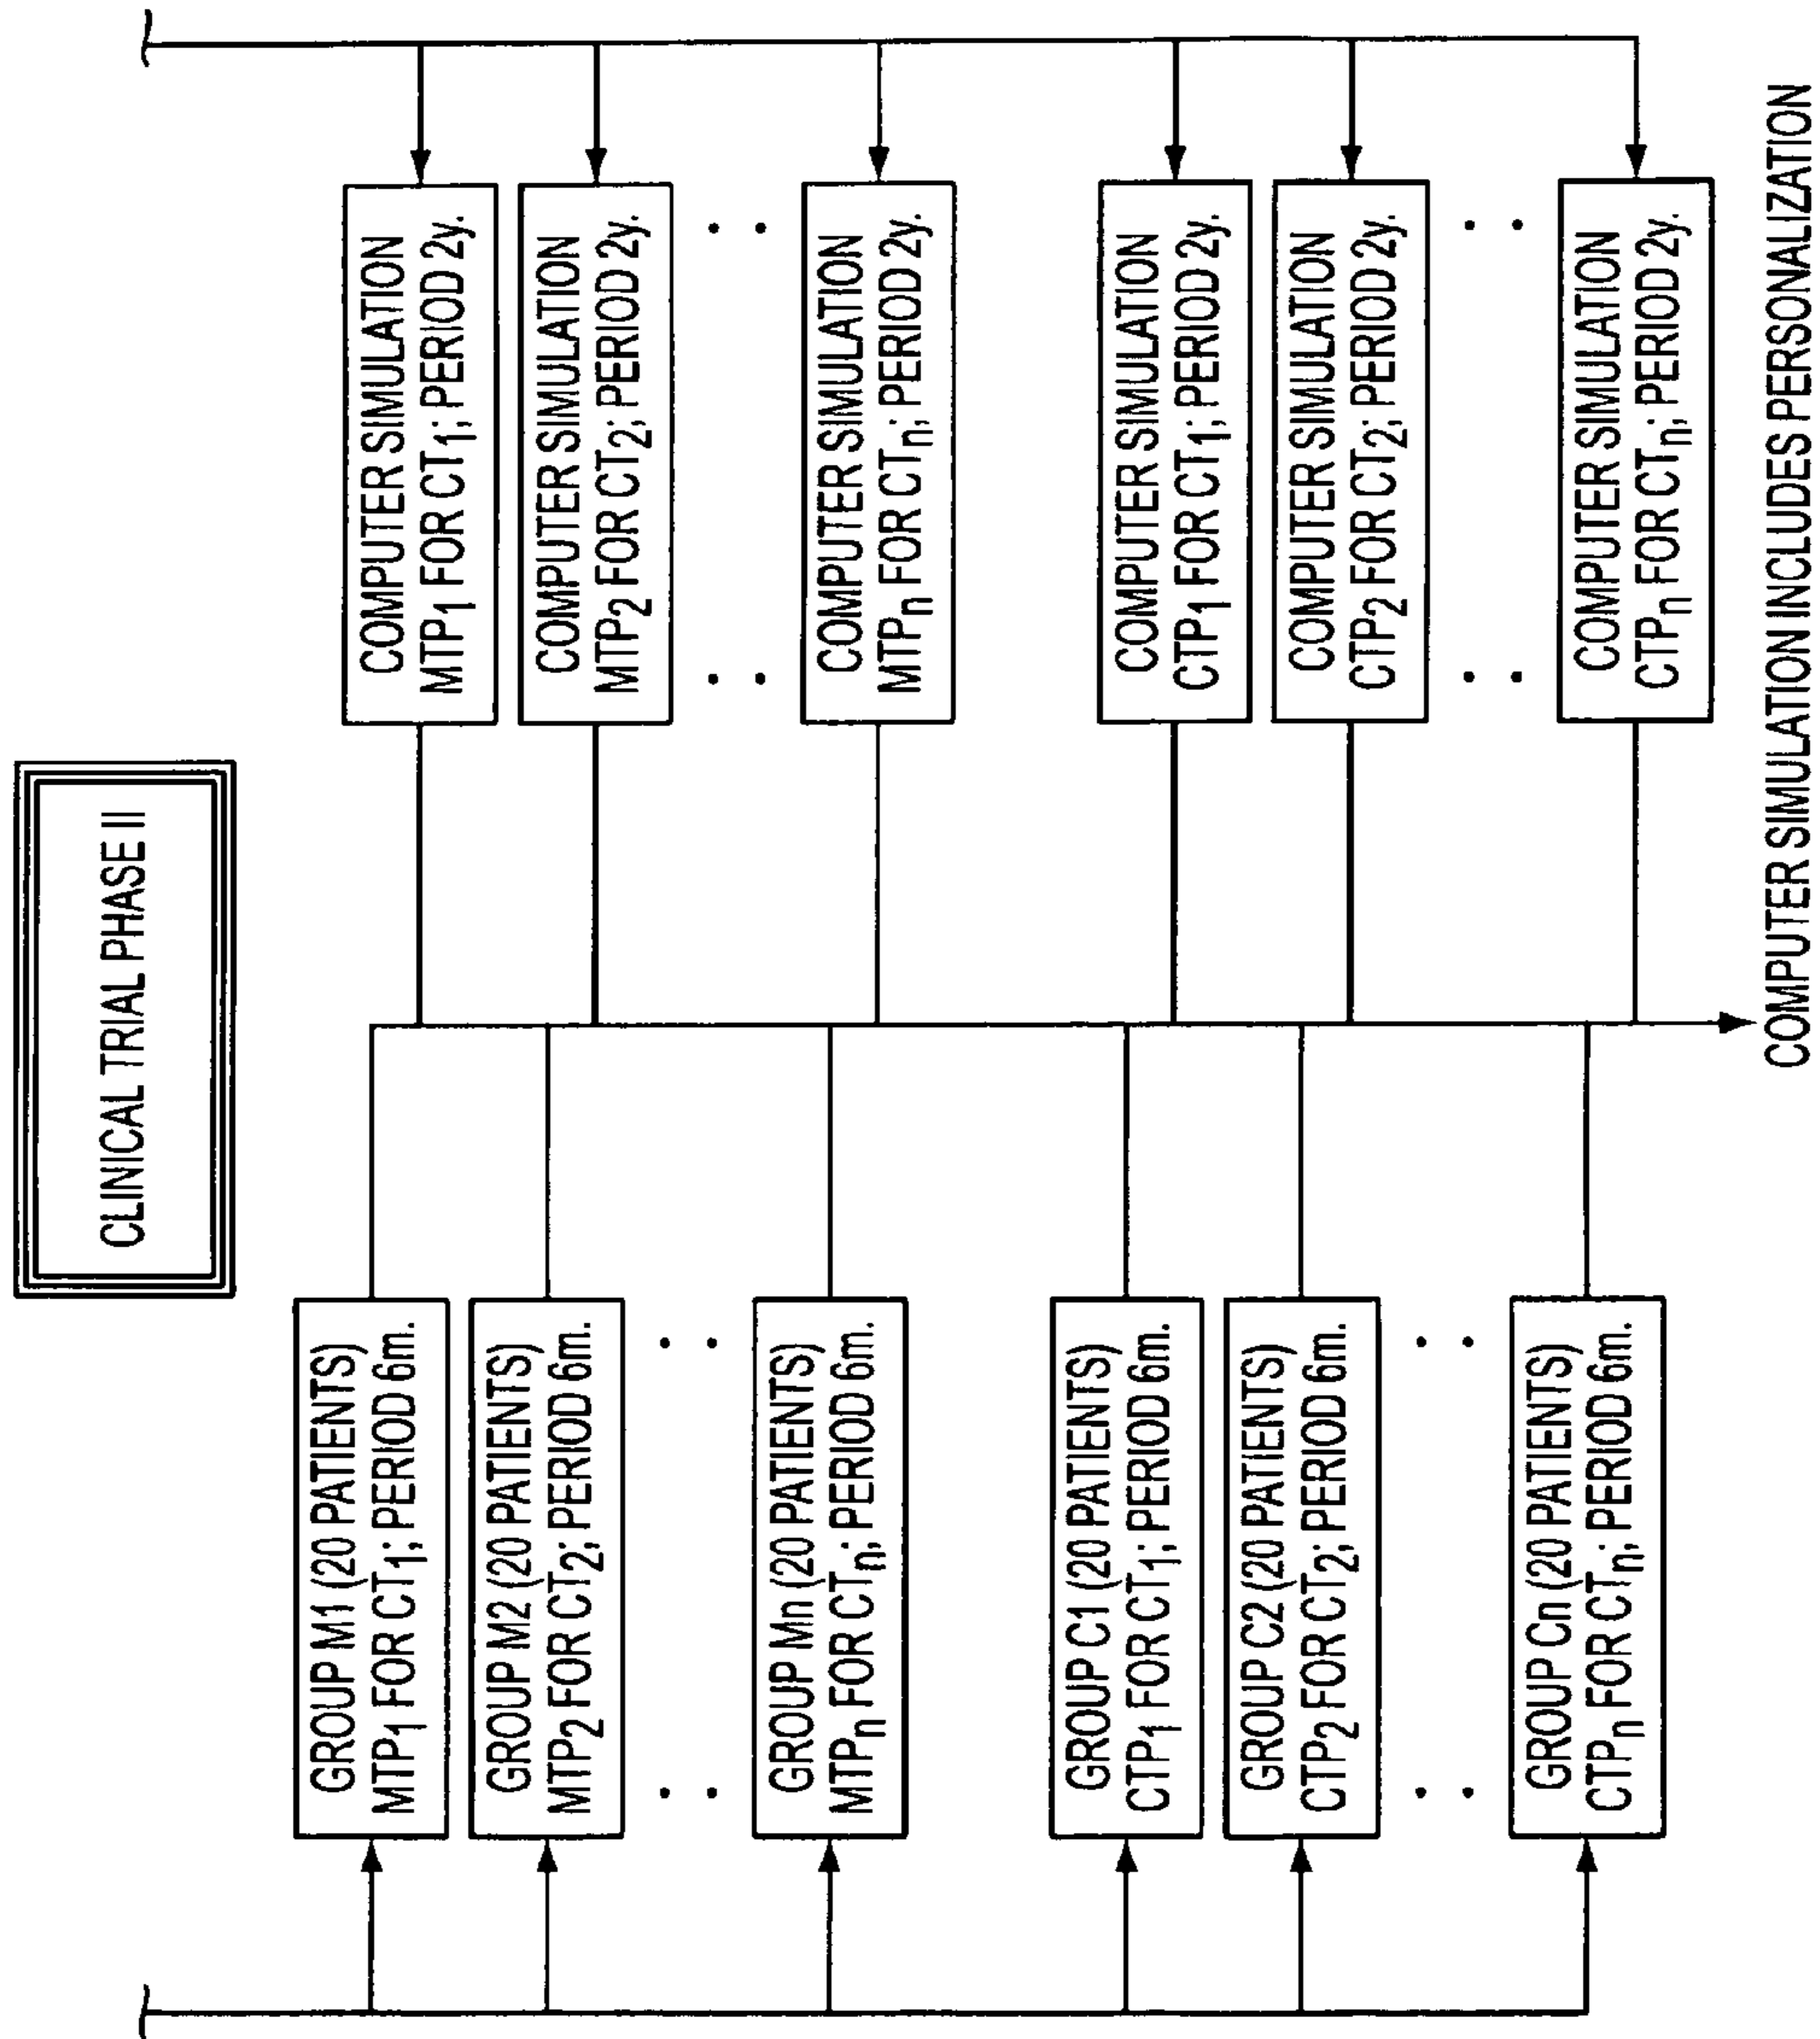 CLINICAL TRIAL PHASE II
GROUP M1 (20 PATIENTS)
MTP1 FOR CT1; PERIOD 6m.
GROUP M2 (20 PATIENTS)
MTP2 FOR CT2; PERIOD 6m.
GROUP Mn (20 PATIENTS)
MTPn FOR CTn; PERIOD 6m.
GROUP C1 (20 PATIENTS)
CTP1 FOR CT1; PERIOD 6m.
GROUP C2 (20 PATIENTS)
CTP2 FOR CT2; PERIOD 6m.
GROUP Cn (20 PATIENTS)
CTPn FOR CTn; PERIOD 6m.
COMPUTER SIMULATION
MTP1 FOR CT1; PERIOD 2y.
COMPUTER SIMULATION
MTP2 FOR CT2; PERIOD 2y.
COMPUTER SIMULATION
MTPn FOR CTn; PERIOD 2y.
COMPUTER SIMULATION
CTP1 FOR CT1; PERIOD 2y.
COMPUTER SIMULATION
CTP2 FOR CT2; PERIOD 2y.
COMPUTER SIMULATION
CTPn FOR CTn; PERIOD 2y.
COMPUTER SIMULATION INCLUDES PERSONALIZATION